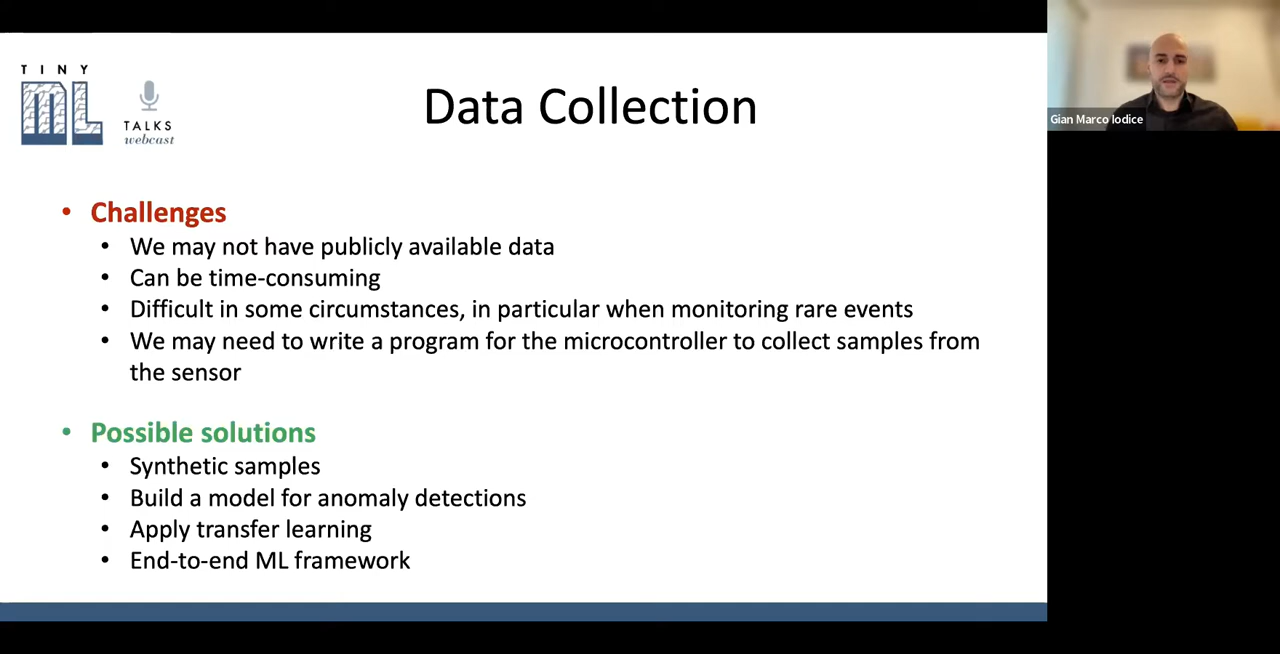 TINY
ML
TALKS
webcast
Data Collection
Gian Marco Iodice
• Challenges
• We may not have publicly available data
• Can be time-consuming
• Difficult in some circumstances, in particular when monitoring rare events
• We may need to write a program for the microcontroller to collect samples from
the sensor
• Possible solutions
• Synthetic samples
• Build a model for anomaly detections
• Apply transfer learning
• End-to-end ML framework